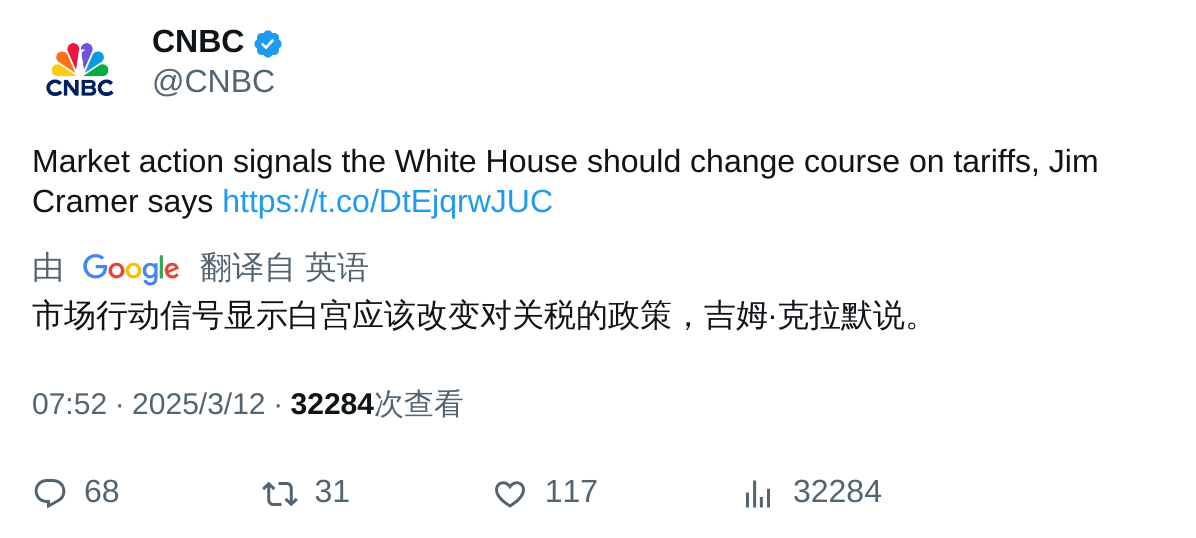 CNBC
CNBC
@CNBC
Market action signals the White House should change course on tariffs, Jim
Cramer says https://t.co/DtEjqrwJUC
由 Google 翻译自 英语
市场行动信号显示白宫应该改变对关税的政策，吉姆·克拉默说。
07:52 · 2025/3/12 · 32284次查看
68 31 117 32284